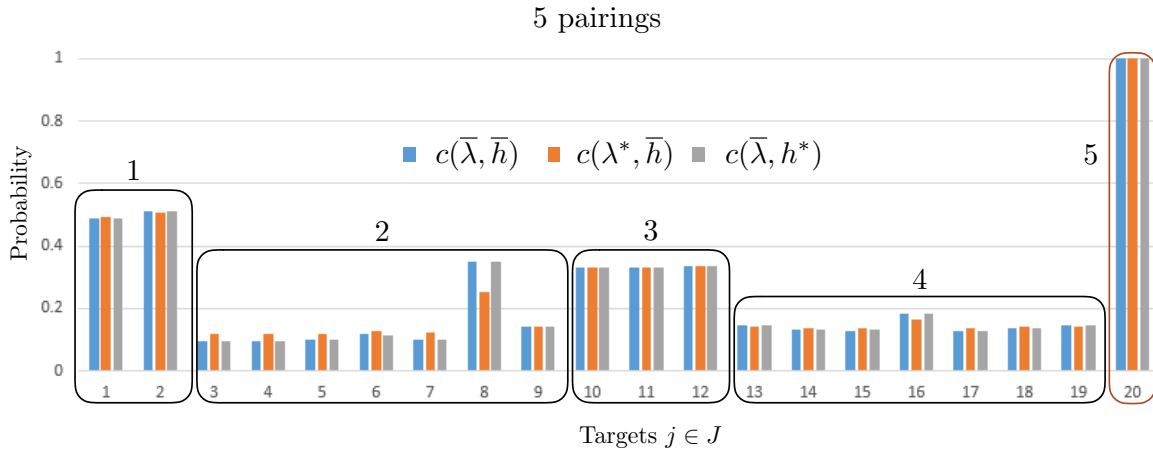 5 pairings
1
0.8
0.6
0.4
0.2
0
Probability
c(λ̅, h̅) c(λ*, h̅) c(λ̅, h*)
1
2
3
4
5
1 2 3 4 5 6 7 8 9 10 11 12 13 14 15 16 17 18 19 20
Targets j ∈ J